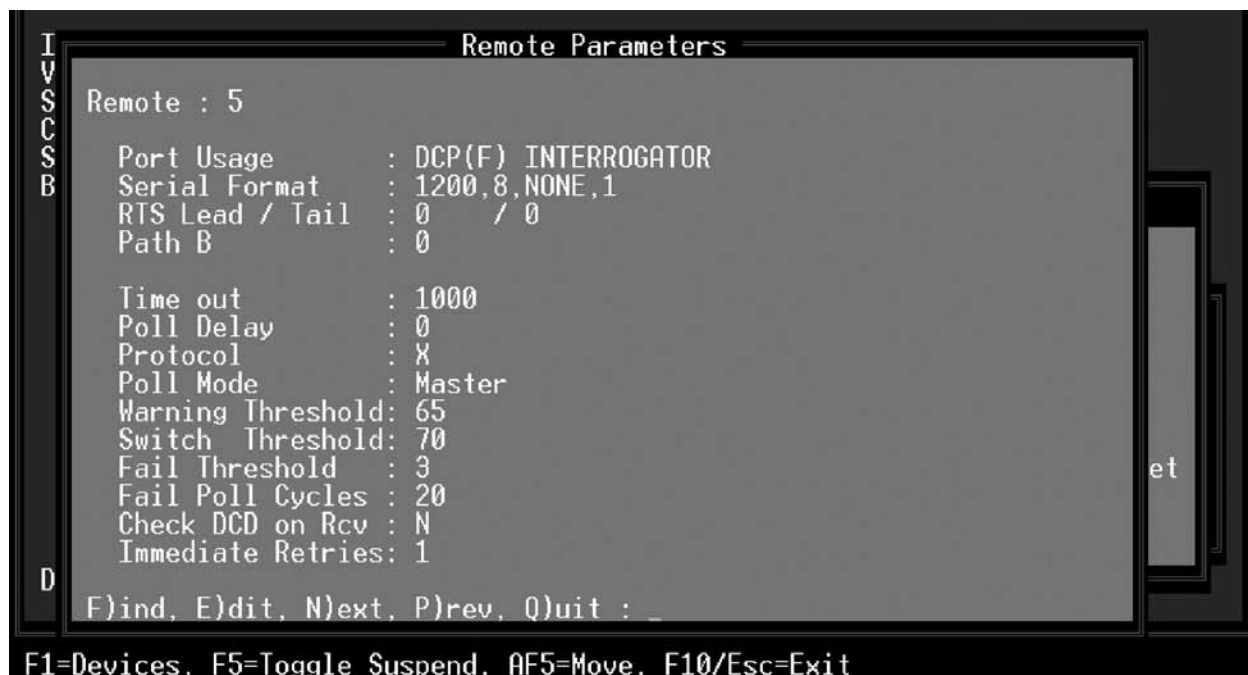 Remote Parameters
I
V
S
C
S
B
D
Remote : 5
Port Usage : DCP(F) INTERROGATOR
Serial Format : 1200,8,NONE,1
RTS Lead / Tail : 0 / 0
Path B : 0
Time out : 1000
Poll Delay : 0
Protocol : X
Poll Mode : Master
Warning Threshold: 65
Switch Threshold: 70
Fail Threshold : 3
et
Fail Poll Cycles : 20
Check DCD on Rcv : N
Immediate Retries: 1
F)ind, E)dit, N)ext, P)rev, Q)uit : _
F1=Devices, F5=Toggle Suspend, AF5=Move, F10/Esc=Exit